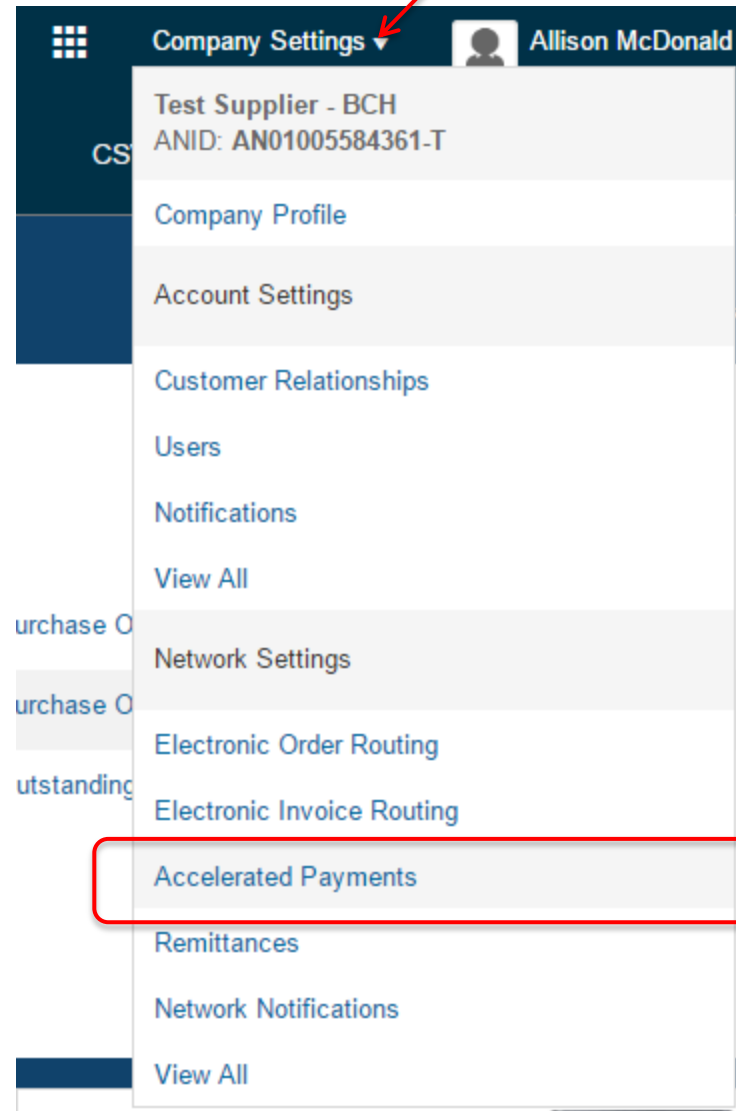 Company Settings ▾ Allison McDonald
Test Supplier - BCH
ANID: AN01005584361-T
CS
Company Profile
Account Settings
Customer Relationships
Users
Notifications
View All
urchase O
Network Settings
urchase O
Electronic Order Routing
utstanding
Electronic Invoice Routing
Accelerated Payments
Remittances
Network Notifications
View All